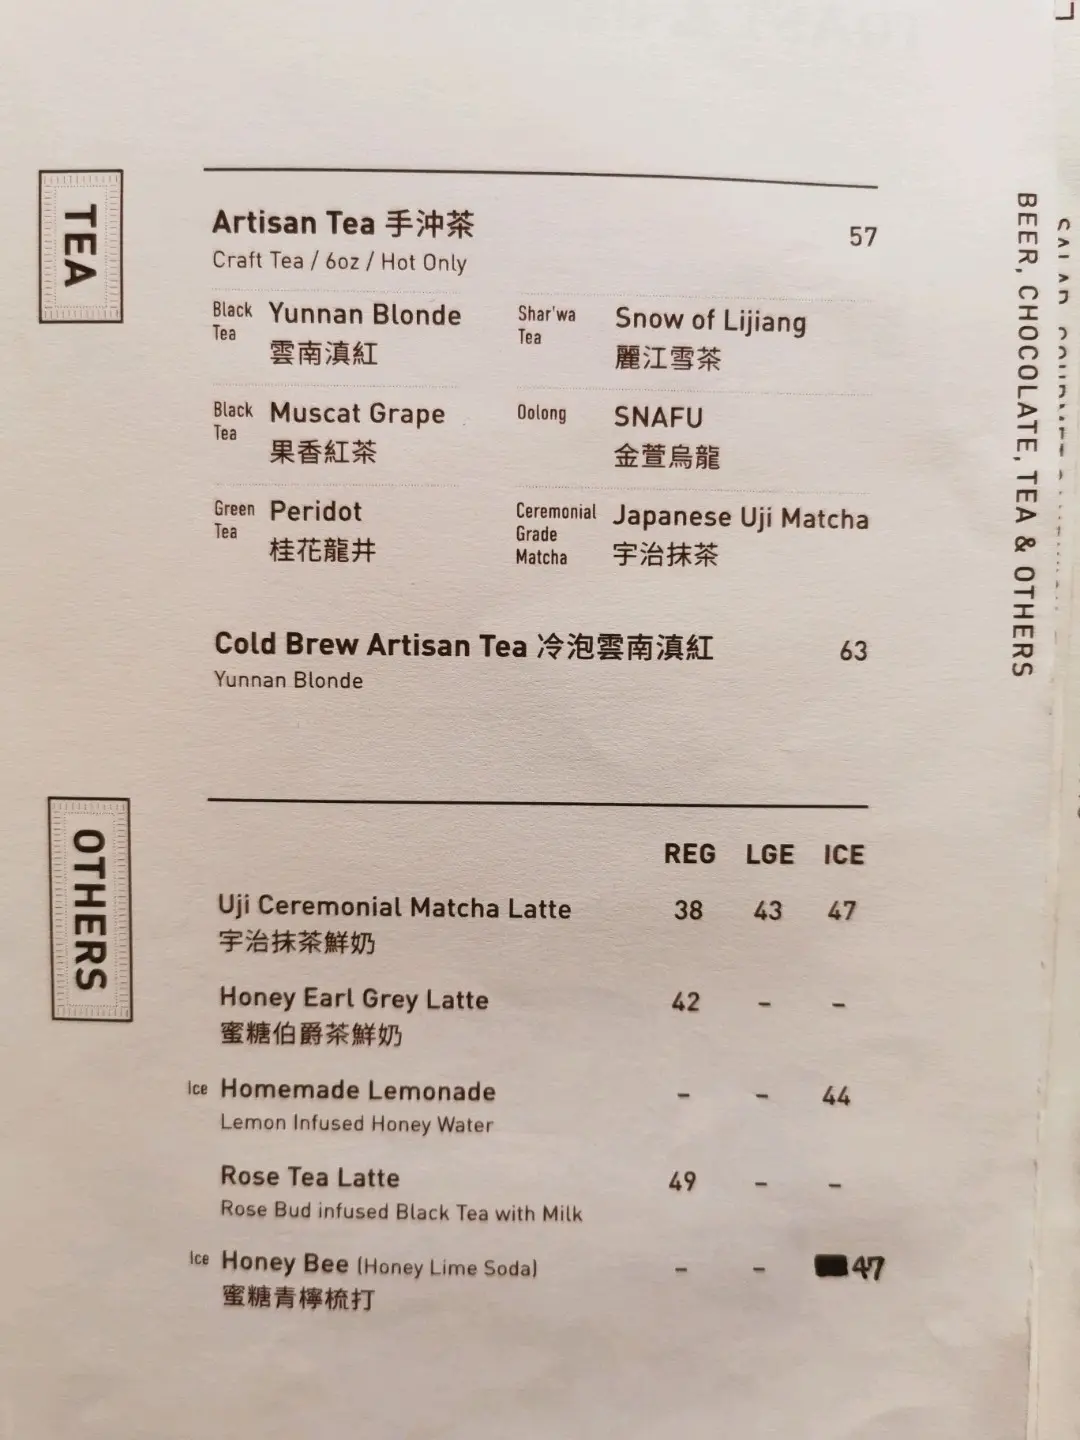 TEA
Artisan Tea 手沖茶 57
Craft Tea / 6oz / Hot Only
Black Tea Yunnan Blonde
雲南滇紅
Shar'wa Tea Snow of Lijiang
麗江雪茶
Black Tea Muscat Grape
果香紅茶
Oolong SNAFU
金萱烏龍
Green Tea Peridot
桂花龍井
Ceremonial Grade Matcha Japanese Uji Matcha
宇治抹茶
Cold Brew Artisan Tea 冷泡雲南滇紅 63
Yunnan Blonde
OTHERS
REG LGE ICE
Uji Ceremonial Matcha Latte 38 43 47
宇治抹茶鮮奶
Honey Earl Grey Latte 42 – –
蜜糖伯爵茶鮮奶
Ice Homemade Lemonade – – 44
Lemon Infused Honey Water
Rose Tea Latte 49 – –
Rose Bud infused Black Tea with Milk
Ice Honey Bee (Honey Lime Soda) – – 47
蜜糖青檸梳打
BEER, CHOCOLATE, TEA & OTHERS